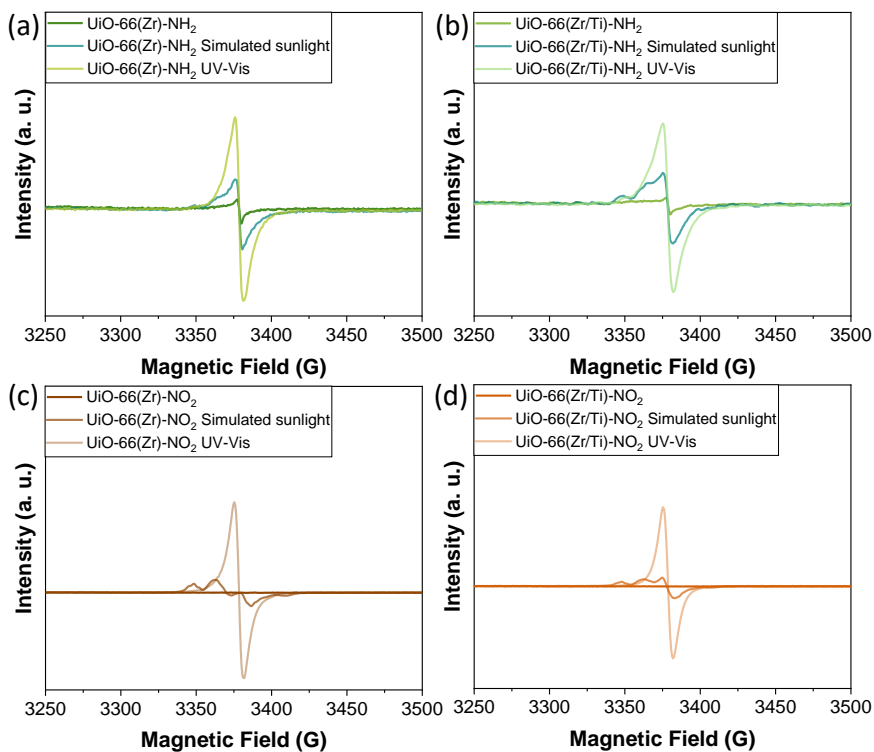 (a)
UiO-66(Zr)-NH₂
UiO-66(Zr)-NH₂ Simulated sunlight
UiO-66(Zr)-NH₂ UV-Vis
Intensity (a. u.)
3250 3300 3350 3400 3450 3500
Magnetic Field (G)
(b)
UiO-66(Zr/Ti)-NH₂
UiO-66(Zr/Ti)-NH₂ Simulated sunlight
UiO-66(Zr/Ti)-NH₂ UV-Vis
Intensity (a. u.)
3250 3300 3350 3400 3450 3500
Magnetic Field (G)
(c)
UiO-66(Zr)-NO₂
UiO-66(Zr)-NO₂ Simulated sunlight
UiO-66(Zr)-NO₂ UV-Vis
Intensity (a. u.)
3250 3300 3350 3400 3450 3500
Magnetic Field (G)
(d)
UiO-66(Zr/Ti)-NO₂
UiO-66(Zr/Ti)-NO₂ Simulated sunlight
UiO-66(Zr/Ti)-NO₂ UV-Vis
Intensity (a. u.)
3250 3300 3350 3400 3450 3500
Magnetic Field (G)